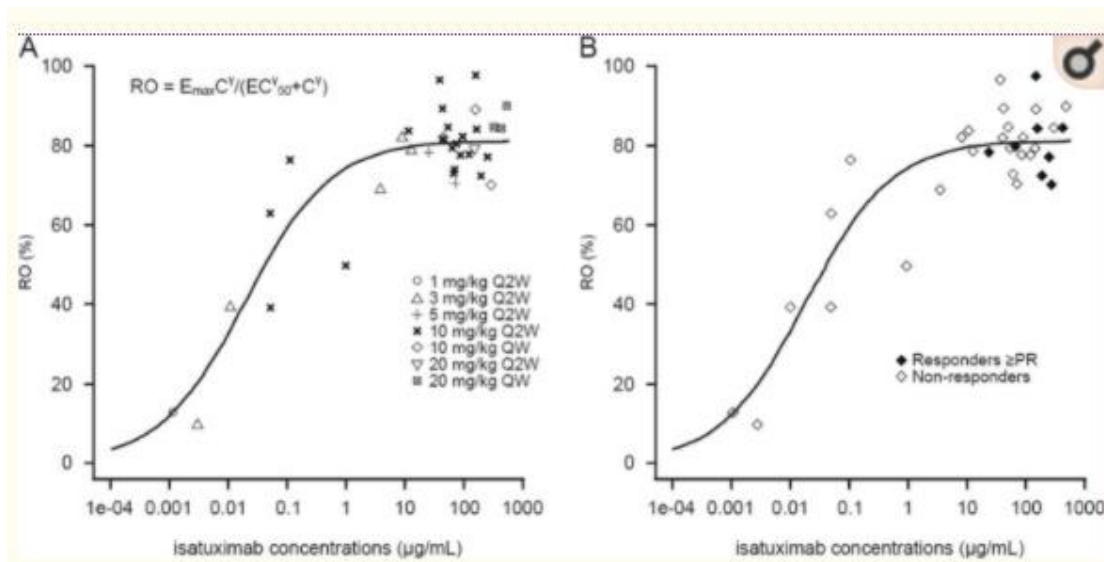 A
RO = EmaxCγ/(ECγ50+Cγ)
RO (%)
100
80
60
40
20
0
1 mg/kg Q2W
3 mg/kg Q2W
5 mg/kg Q2W
10 mg/kg Q2W
10 mg/kg QW
20 mg/kg Q2W
20 mg/kg QW
1e-04 0.001 0.01 0.1 1 10 100 1000
isatuximab concentrations (μg/mL)
B
RO (%)
100
80
60
40
20
0
Responders ≥PR
Non-responders
1e-04 0.001 0.01 0.1 1 10 100 1000
isatuximab concentrations (μg/mL)